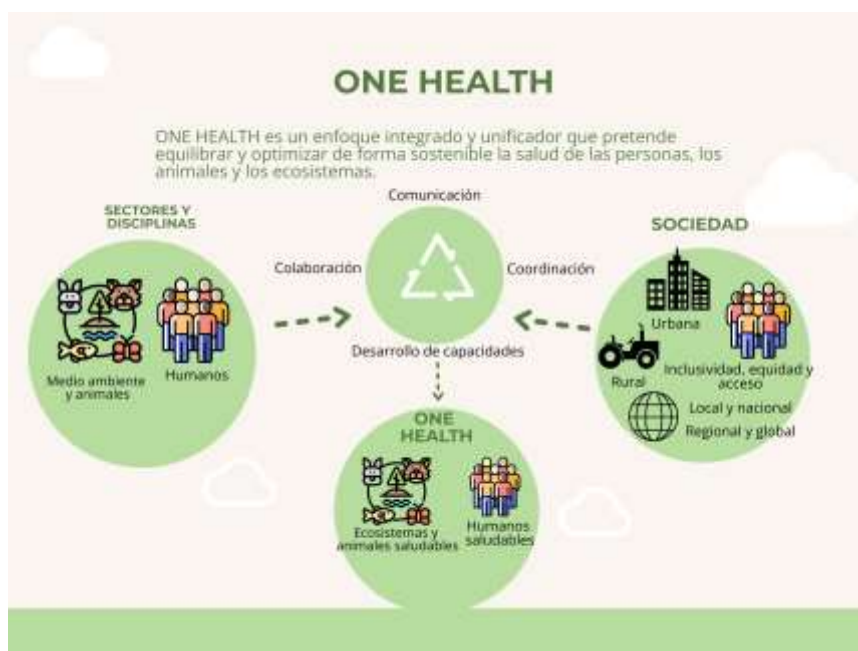 ONE HEALTH
ONE HEALTH es un enfoque integrado y unificador que pretende
equilibrar y optimizar de forma sostenible la salud de las personas, los
animales y los ecosistemas.
Comunicación
SECTORES Y
DISCIPLINAS
SOCIEDAD
Colaboración
Coordinación
Urbana
Desarrollo de capacidades
Medio ambiente
y animales
Humanos
Rural
Inclusividad, equidad y
acceso
Local y nacional
Regional y global
ONE
HEALTH
Ecosistemas y
animales saludables
Humanos
saludables